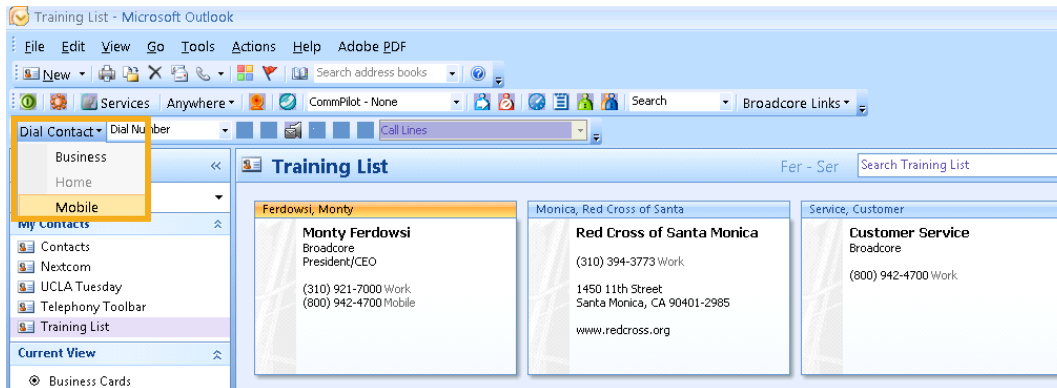 Training List - Microsoft Outlook
File Edit View Go Tools Actions Help Adobe PDF
New Search address books
Services Anywhere CommPilot - None Search Broadcore Links
Dial Contact Dial Number Call Lines
Business
Home
Mobile
Training List Fer - Ser Search Training List
My Contacts
Contacts
Nextcom
UCLA Tuesday
Telephony Toolbar
Training List
Current View
Business Cards
Ferdowsi, Monty
Monty Ferdowsi
Broadcore
President/CEO
(310) 921-7000 Work
(800) 942-4700 Mobile
Monica, Red Cross of Santa
Red Cross of Santa Monica
(310) 394-3773 Work
1450 11th Street
Santa Monica, CA 90401-2985
www.redcross.org
Service, Customer
Customer Service
Broadcore
(800) 942-4700 Work